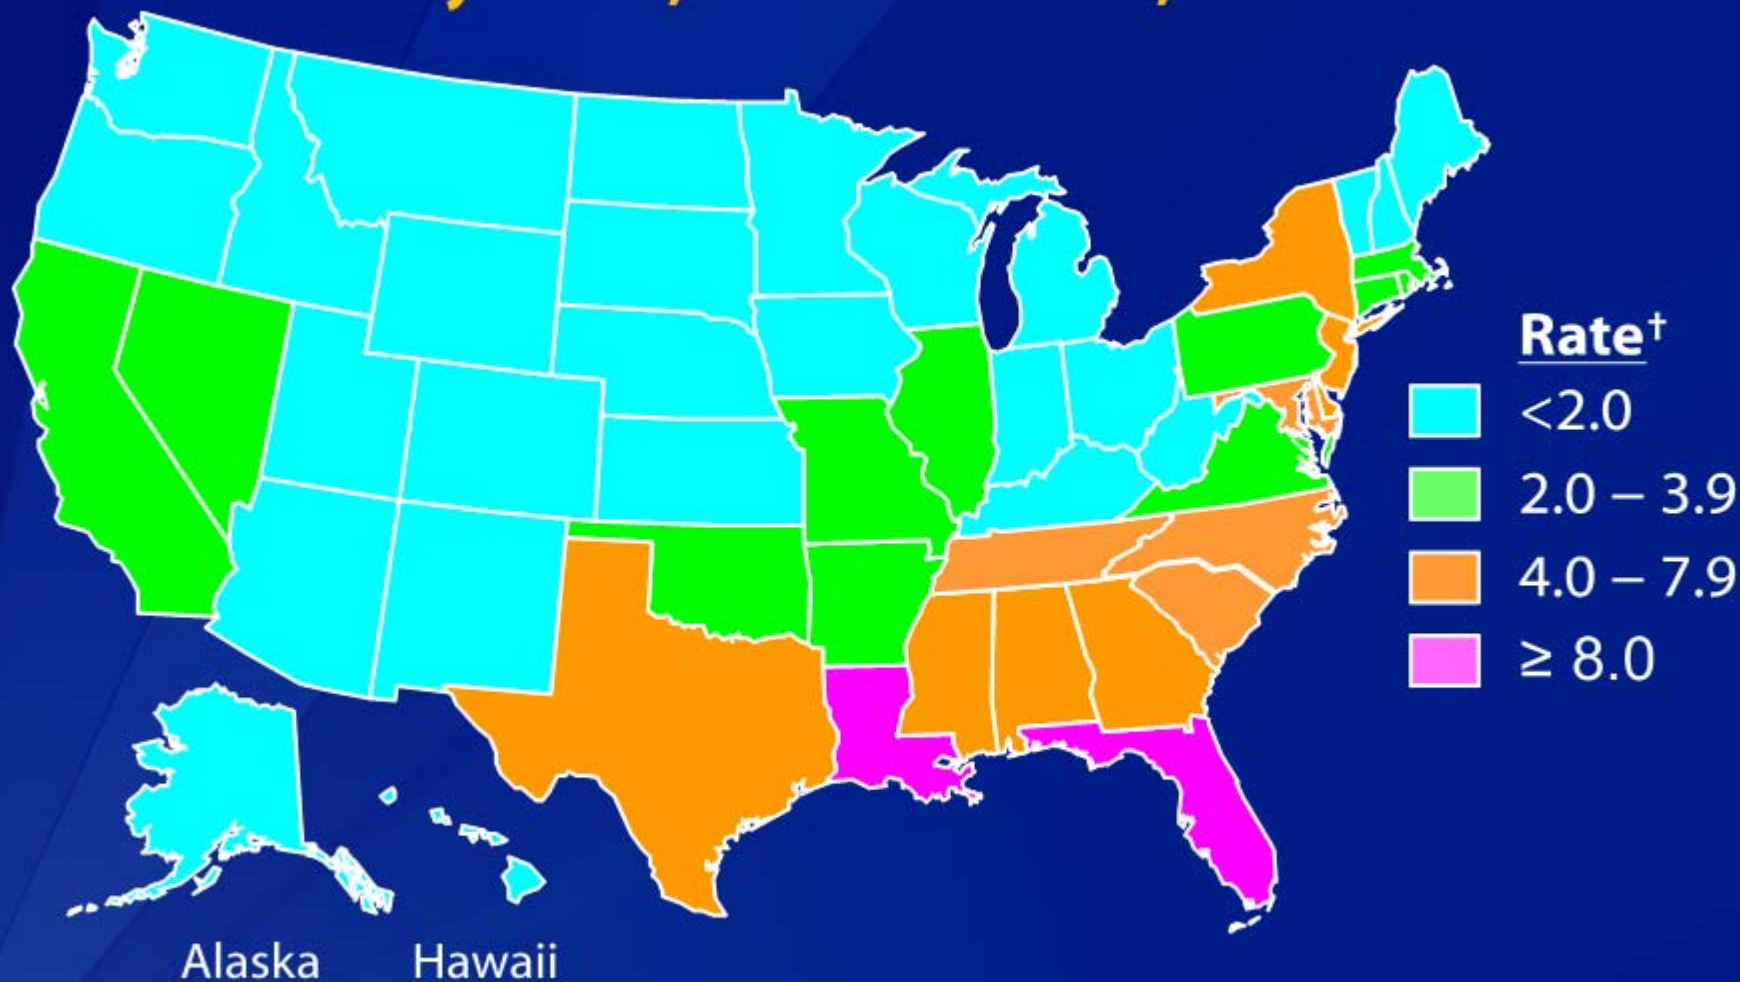 Rate†
<2.0
2.0 – 3.9
4.0 – 7.9
≥ 8.0
Alaska
Hawaii